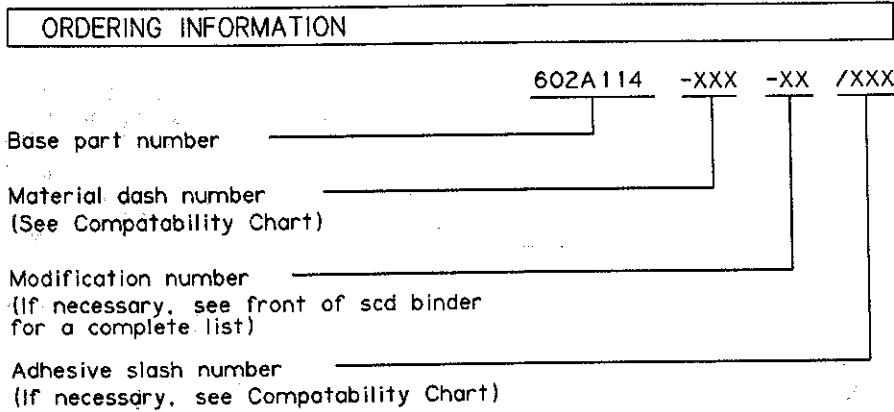 ORDERING INFORMATION
602A114 -XXX -XX /XXX
Base part number
Material dash number
(See Compatability Chart)
Modification number
(If necessary, see front of scd binder
for a complete list)
Adhesive slash number
(If necessary, see Compatability Chart)